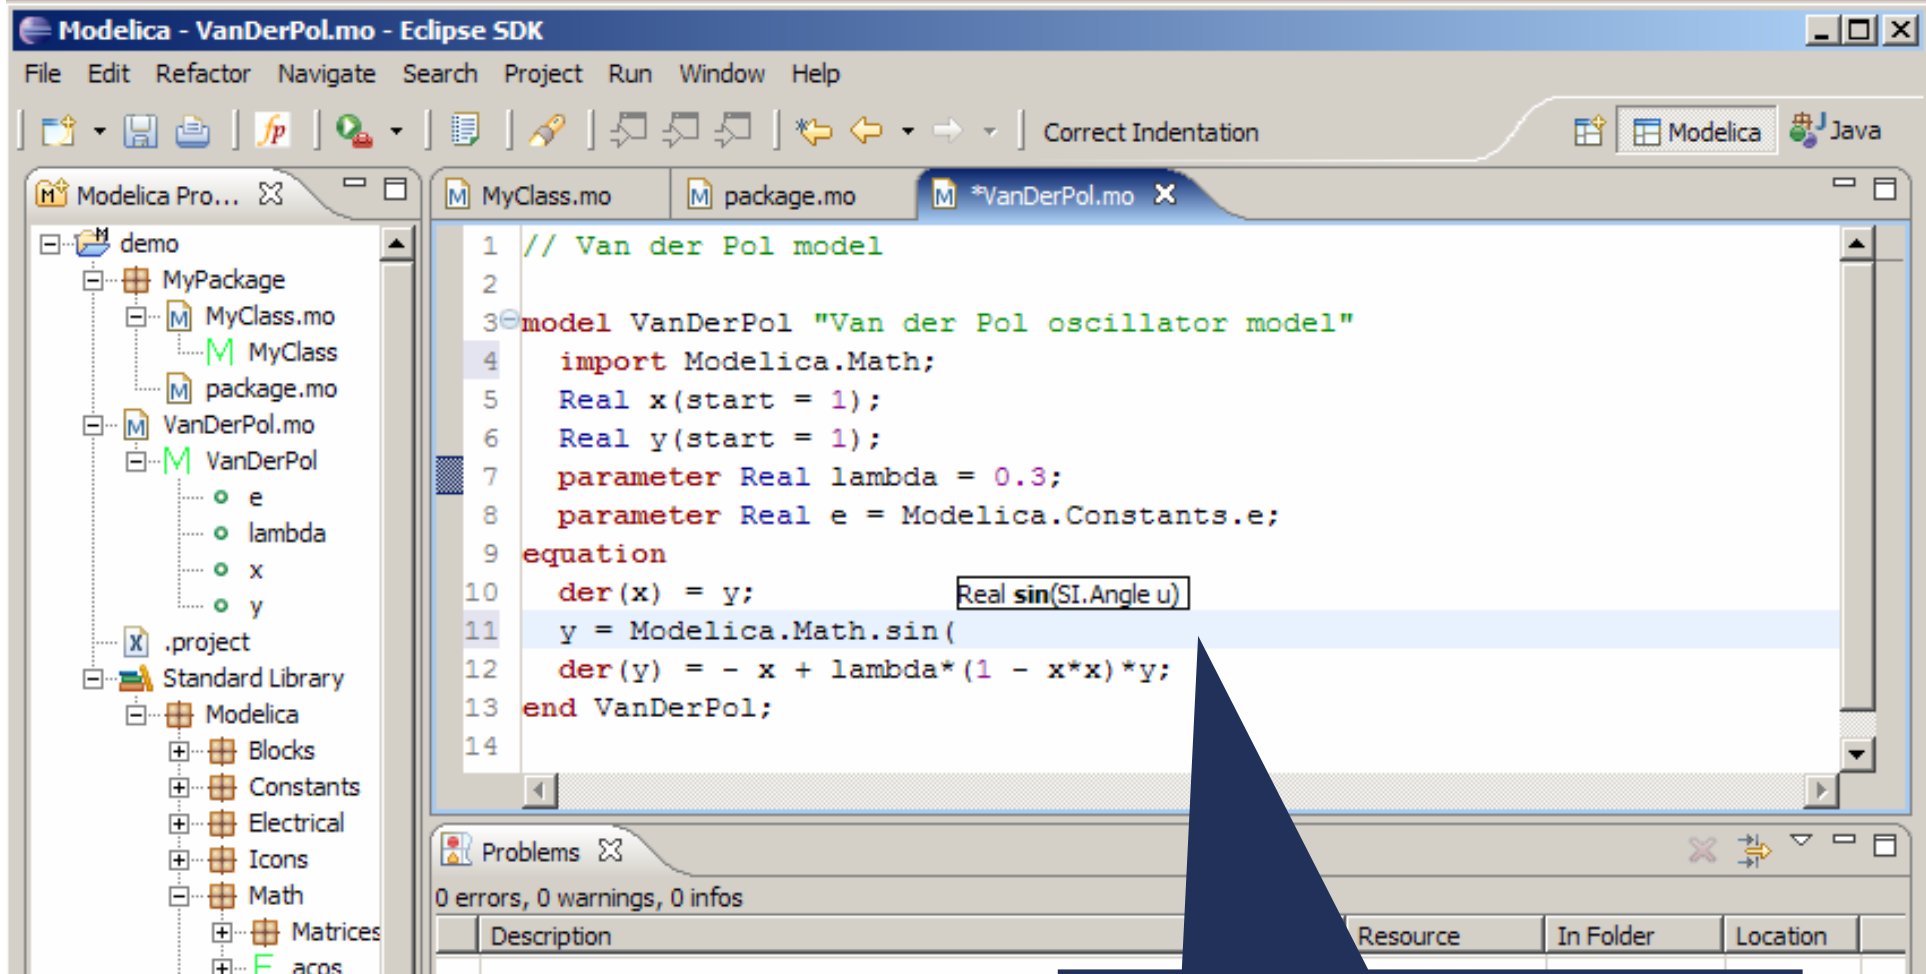 Modelica - VanDerPol.mo - Eclipse SDK
File Edit Refactor Navigate Search Project Run Window Help
fp Correct Indentation Modelica Java
Modelica Pro...
demo
MyPackage
MyClass.mo
MyClass
package.mo
VanDerPol.mo
VanDerPol
e
lambda
x
y
.project
Standard Library
Modelica
Blocks
Constants
Electrical
Icons
Math
Matrices
acos
MyClass.mo package.mo *VanDerPol.mo
1 // Van der Pol model
2
3 model VanDerPol "Van der Pol oscillator model"
4 import Modelica.Math;
5 Real x(start = 1);
6 Real y(start = 1);
7 parameter Real lambda = 0.3;
8 parameter Real e = Modelica.Constants.e;
9 equation
10 der(x) = y;
Real sin(SI.Angle u)
11 y = Modelica.Math.sin(
12 der(y) = - x + lambda*(1 - x*x)*y;
13 end VanDerPol;
14
Problems
0 errors, 0 warnings, 0 infos
Description Resource In Folder Location